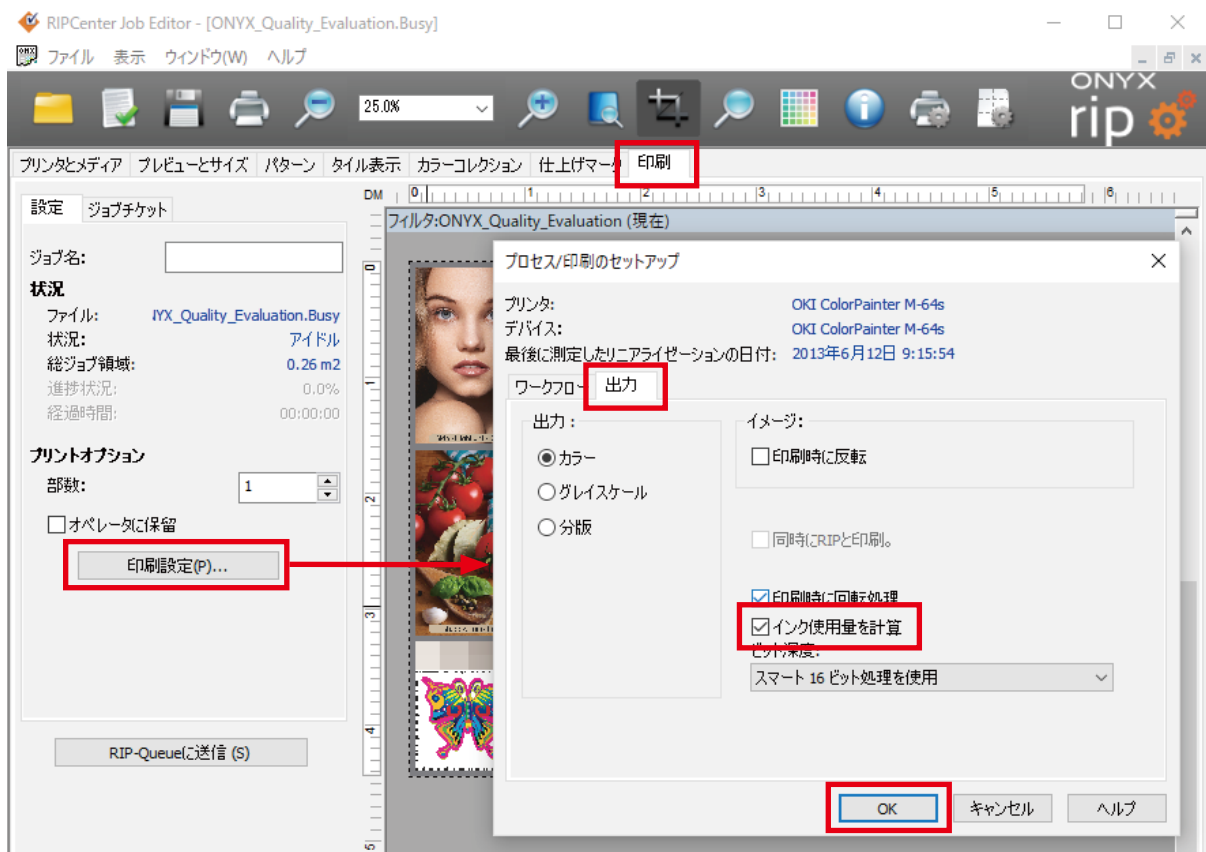 RIPCenter Job Editor - [ONYX_Quality_Evaluation.Busy]
ファイル 表示 ウィンドウ(W) ヘルプ
25.0%
ONYX
rip
プリンタとメディア プレビューとサイズ パターン タイル表示 カラーコレクション 仕上げマーク 印刷
設定 ジョブチケット
ジョブ名:
状況
ファイル: IYX_Quality_Evaluation.Busy
状況: アイドル
総ジョブ領域: 0.26 m2
進捗状況: 0.0%
経過時間: 00:00:00
プリントオプション
部数: 1
オペレータに保留
印刷設定(P)...
RIP-Queueに送信 (S)
DM 0 1 2 3 4 5 6
フィルタ:ONYX_Quality_Evaluation (現在)
0
1
2
3
4
5
プロセス/印刷のセットアップ
プリンタ: OKI ColorPainter M-64s
デバイス: OKI ColorPainter M-64s
最後に測定したリニアライゼーションの日付: 2013年6月12日 9:15:54
ワークフロー 出力
出力:
カラー
グレイスケール
分版
イメージ:
印刷時に反転
同時にRIPと印刷。
印刷時に回転処理
インク使用量を計算
ビット深度:
スマート 16 ビット処理を使用
OK キャンセル ヘルプ